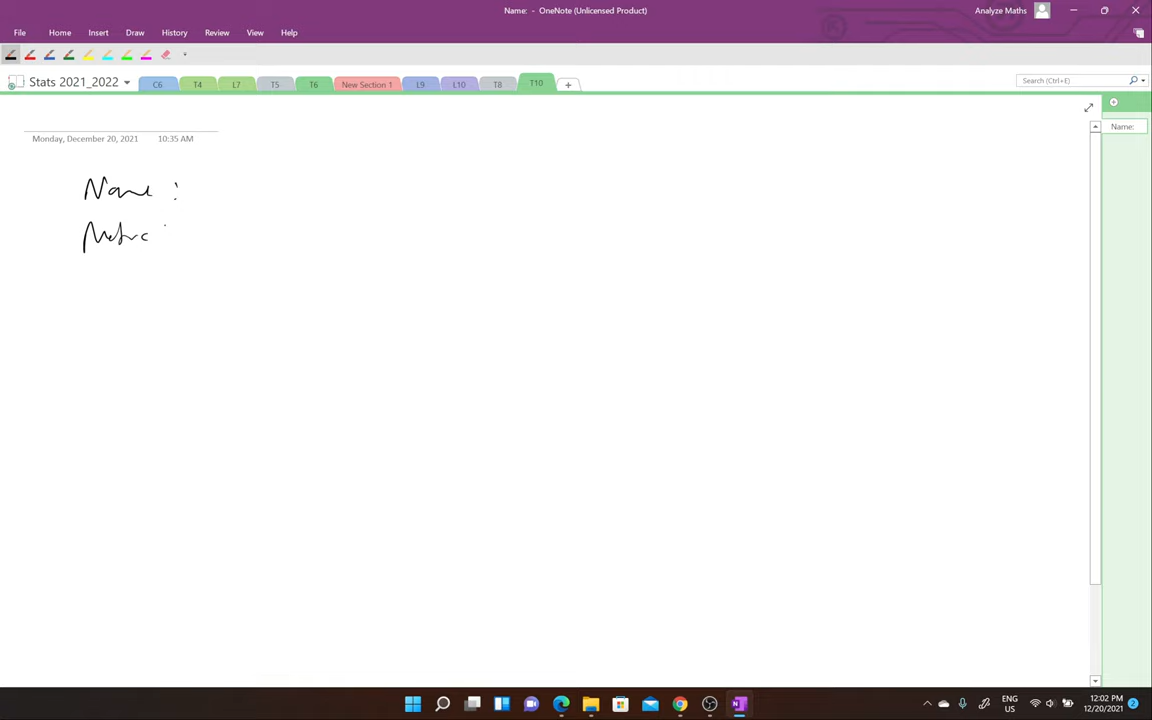 Name: - OneNote (Unlicensed Product)
Analyze Maths
File Home Insert Draw History Review View Help
Stats 2021_2022
C6 T4 L7 T5 T6 New Section 1 L9 L10 T8 T10
Search (Ctrl+E)
Name:
Monday, December 20, 2021 10:35 AM
Name :
Metric
ENG
US
12:02 PM
12/20/2021
2